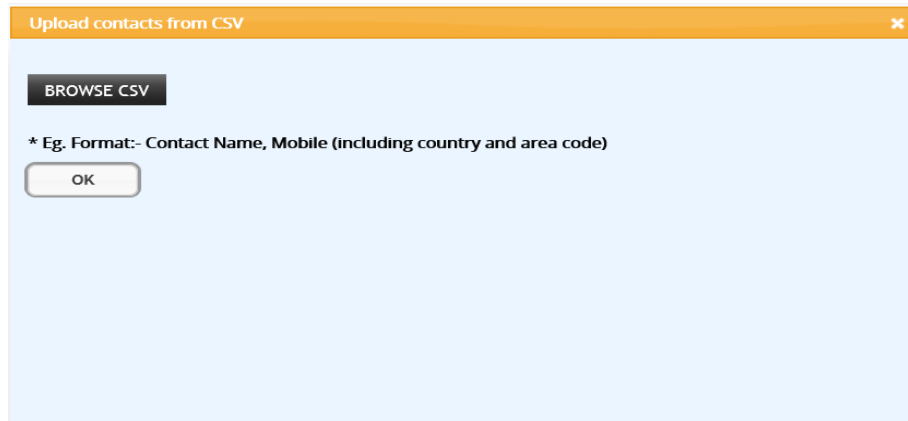 Upload contacts from CSV
BROWSE CSV
* Eg. Format:- Contact Name, Mobile (including country and area code)
OK